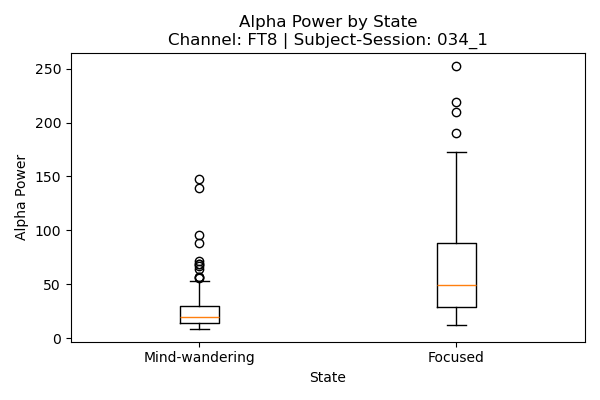 Alpha Power by State
Channel: FT8 | Subject-Session: 034_1
Alpha Power
250
200
150
100
50
0
Mind-wandering
Focused
State